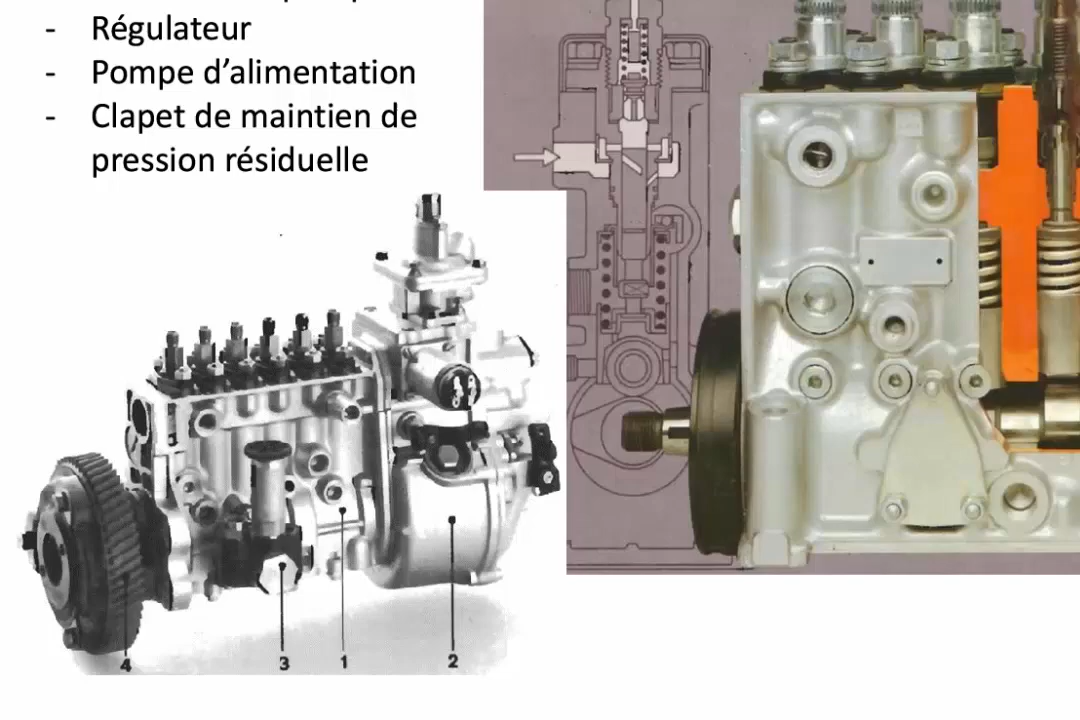 - Régulateur
- Pompe d’alimentation
- Clapet de maintien de
pression résiduelle
4
3
1
2